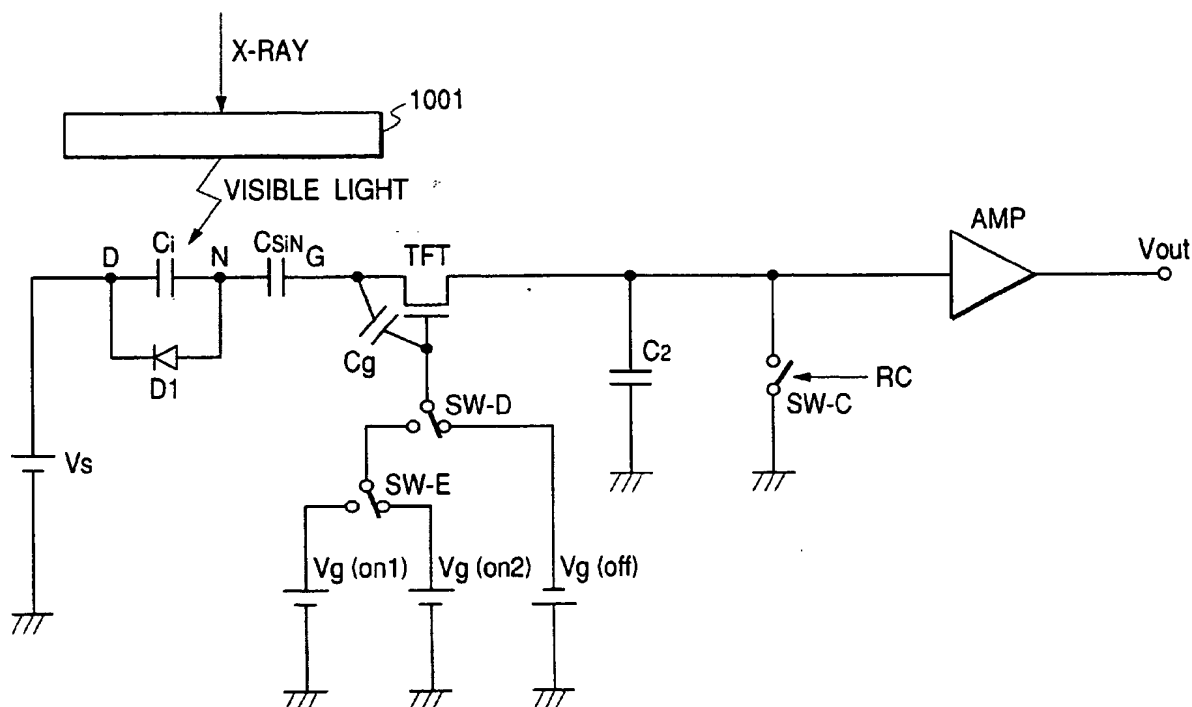 X-RAY
1001
VISIBLE LIGHT
AMP
D
Ci
N
CSiN
G
TFT
Vout
Cg
C2
RC
D1
SW-C
SW-D
Vs
SW-E
Vg (on1)
Vg (on2)
Vg (off)